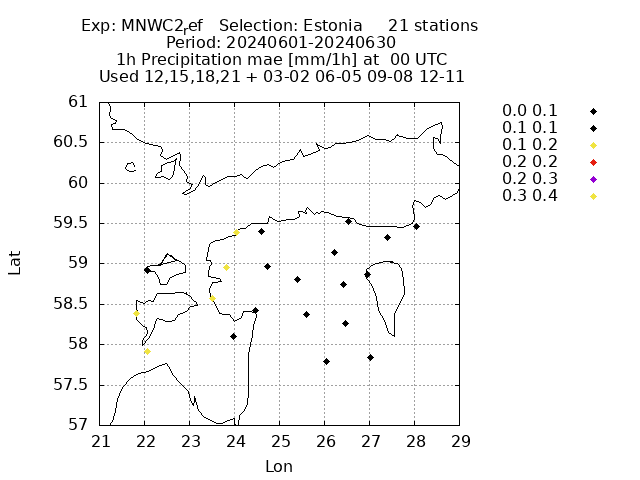 Exp: MNWC2ref   Selection: Estonia     21 stations
Period: 20240601-20240630
1h Precipitation mae [mm/1h] at  00 UTC
Used 12,15,18,21 + 03-02 06-05 09-08 12-11
61
60.5
60
59.5
59
58.5
58
57.5
57
21 22 23 24 25 26 27 28 29
Lat
Lon
0.0 0.1
0.1 0.1
0.1 0.2
0.2 0.2
0.2 0.3
0.3 0.4